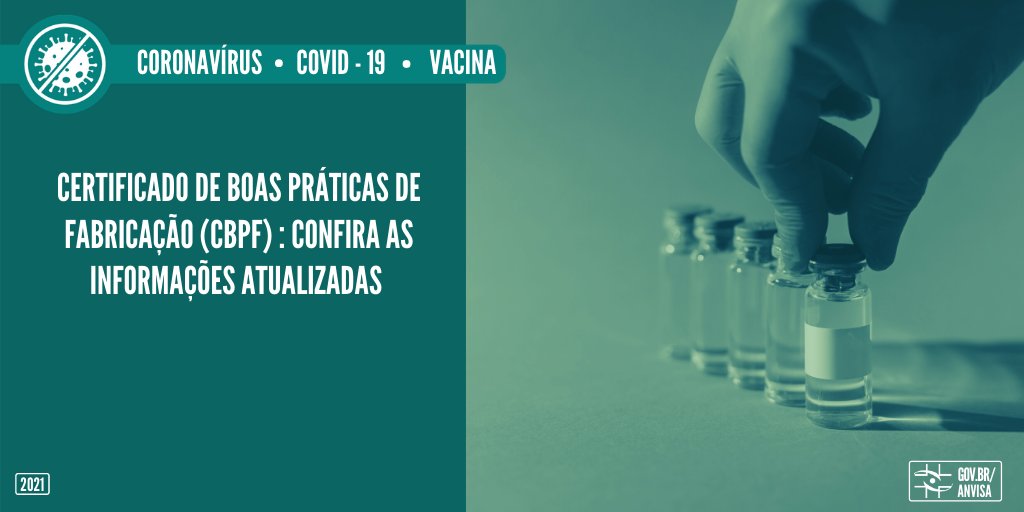 CORONAVÍRUS • COVID - 19 • VACINA
CERTIFICADO DE BOAS PRÁTICAS DE
FABRICAÇÃO (CBPF) : CONFIRA AS
INFORMAÇÕES ATUALIZADAS
2021
GOV.BR/
ANVISA